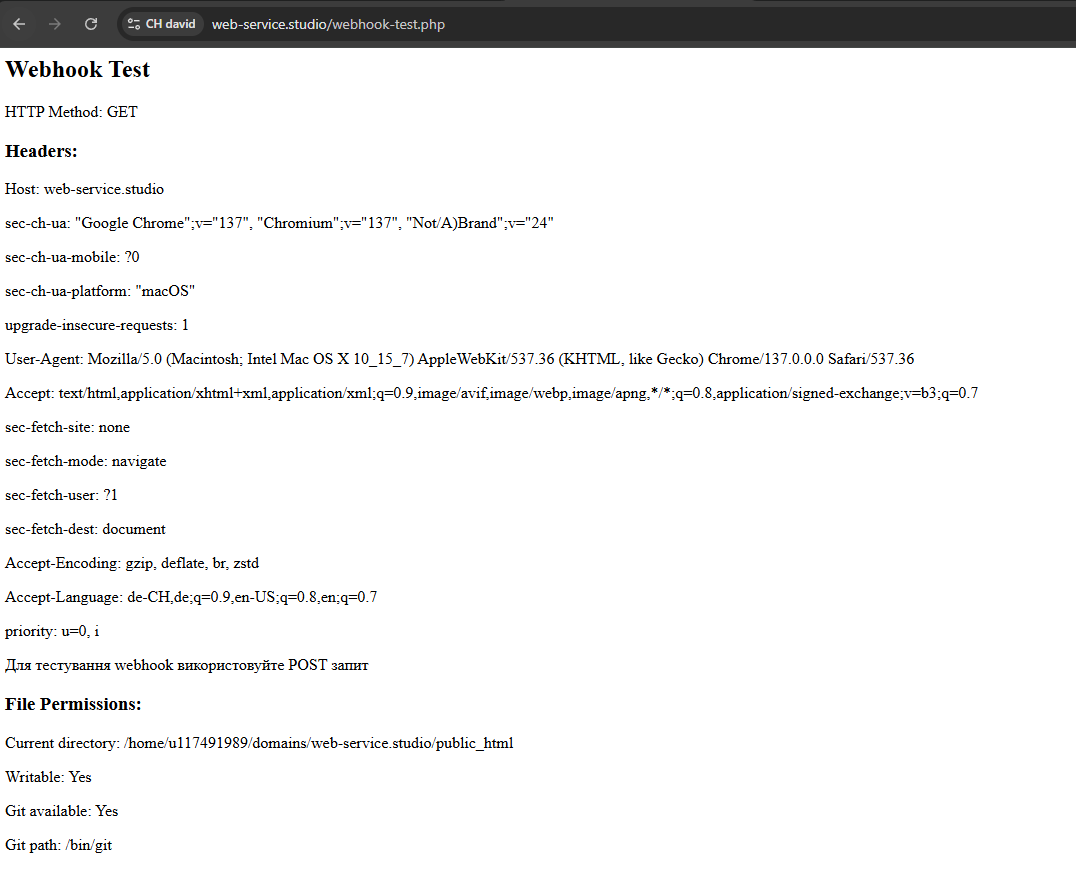 CH david web-service.studio/webhook-test.php
Webhook Test
HTTP Method: GET
Headers:
Host: web-service.studio
sec-ch-ua: "Google Chrome";v="137", "Chromium";v="137", "Not/A)Brand";v="24"
sec-ch-ua-mobile: ?0
sec-ch-ua-platform: "macOS"
upgrade-insecure-requests: 1
User-Agent: Mozilla/5.0 (Macintosh; Intel Mac OS X 10_15_7) AppleWebKit/537.36 (KHTML, like Gecko) Chrome/137.0.0.0 Safari/537.36
Accept: text/html,application/xhtml+xml,application/xml;q=0.9,image/avif,image/webp,image/apng,*/*;q=0.8,application/signed-exchange;v=b3;q=0.7
sec-fetch-site: none
sec-fetch-mode: navigate
sec-fetch-user: ?1
sec-fetch-dest: document
Accept-Encoding: gzip, deflate, br, zstd
Accept-Language: de-CH,de;q=0.9,en-US;q=0.8,en;q=0.7
priority: u=0, i
Для тестування webhook використовуйте POST запит
File Permissions:
Current directory: /home/u117491989/domains/web-service.studio/public_html
Writable: Yes
Git available: Yes
Git path: /bin/git